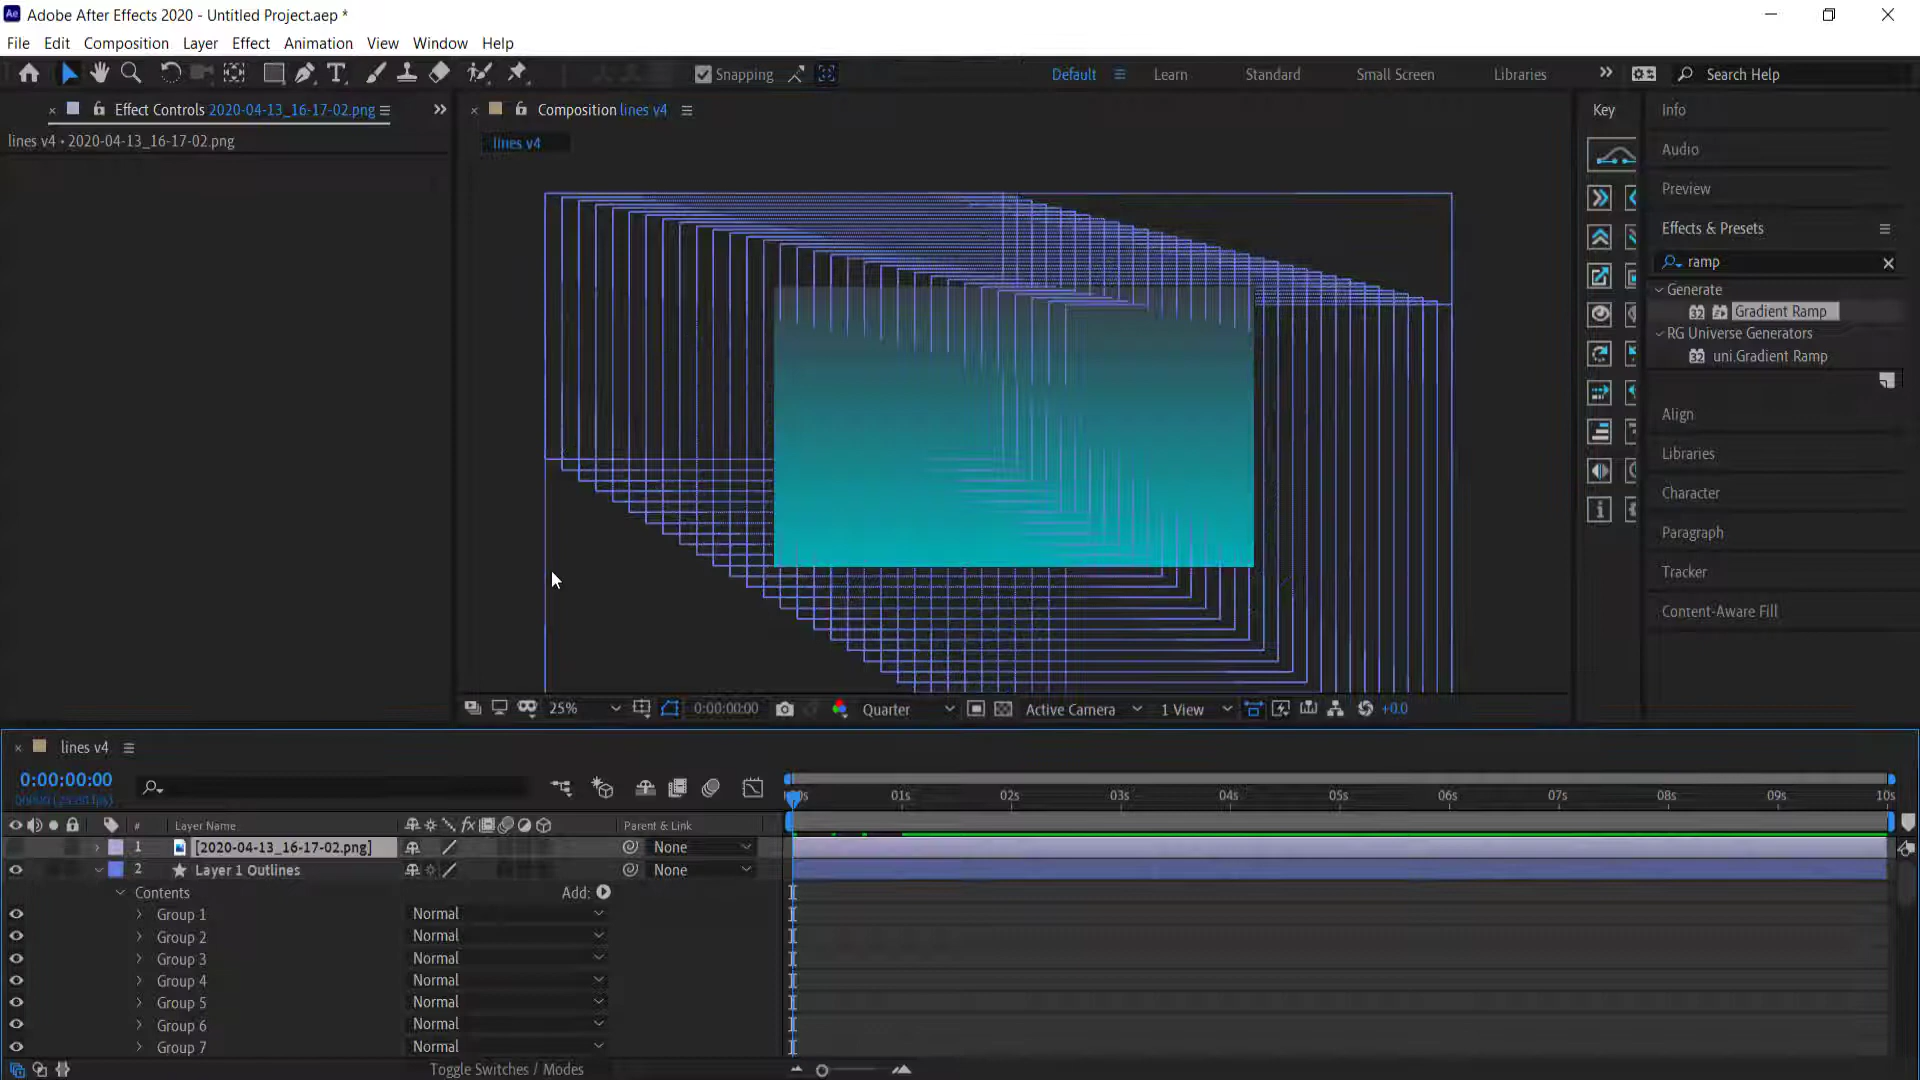 Adobe After Effects 2020 - Untitled Project.aep *
File Edit Composition Layer Effect Animation View Window Help
Snapping Default Learn Standard Small Screen Libraries Search Help
Effect Controls 2020-04-13_16-17-02.png
lines v4 • 2020-04-13_16-17-02.png
Composition lines v4
lines v4
Key
Info
Audio
Preview
Effects & Presets
ramp
Generate
32 Gradient Ramp
RG Universe Generators
32 uni.Gradient Ramp
Align
Libraries
Character
Paragraph
Tracker
Content-Aware Fill
25% 0:00:00:00 Quarter Active Camera 1 View +0.0
lines v4
0:00:00:00
01s 02s 03s 04s 05s 06s 07s 08s 09s 10s
# Layer Name fx Parent & Link
1 [2020-04-13_16-17-02.png] None
2 Layer 1 Outlines None
Contents Add:
Group 1 Normal
Group 2 Normal
Group 3 Normal
Group 4 Normal
Group 5 Normal
Group 6 Normal
Group 7 Normal
Toggle Switches / Modes